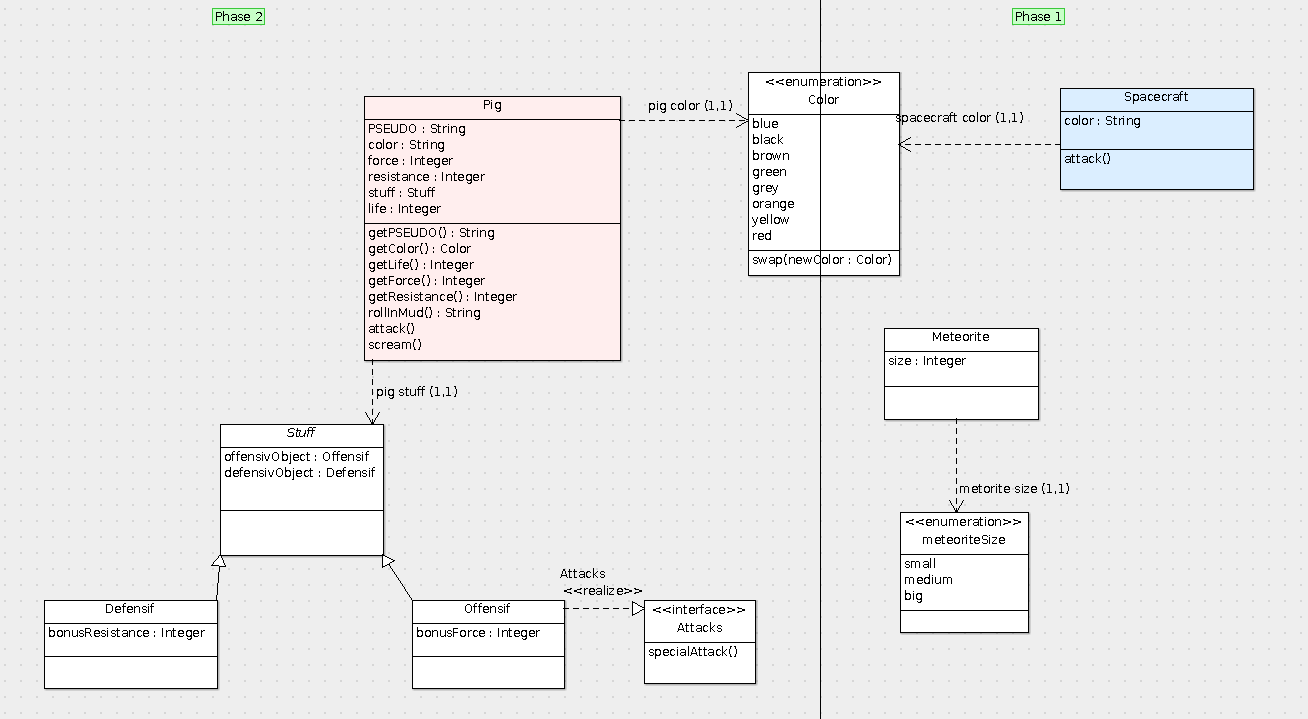 Phase 2
Phase 1
Pig
PSEUDO : String
color : String
force : Integer
resistance : Integer
stuff : Stuff
life : Integer
getPSEUDO() : String
getColor() : Color
getLife() : Integer
getForce() : Integer
getResistance() : Integer
rollInMud() : String
attack()
scream()
pig color (1,1)
<<enumeration>>
Color
blue
black
brown
green
grey
orange
yellow
red
swap(newColor : Color)
spacecraft color (1,1)
Spacecraft
color : String
attack()
Meteorite
size : Integer
metorite size (1,1)
<<enumeration>>
meteoriteSize
small
medium
big
pig stuff (1,1)
Stuff
offensivObject : Offensif
defensivObject : Defensif
Defensif
bonusResistance : Integer
Offensif
bonusForce : Integer
Attacks
<<realize>>
<<interface>>
Attacks
specialAttack()